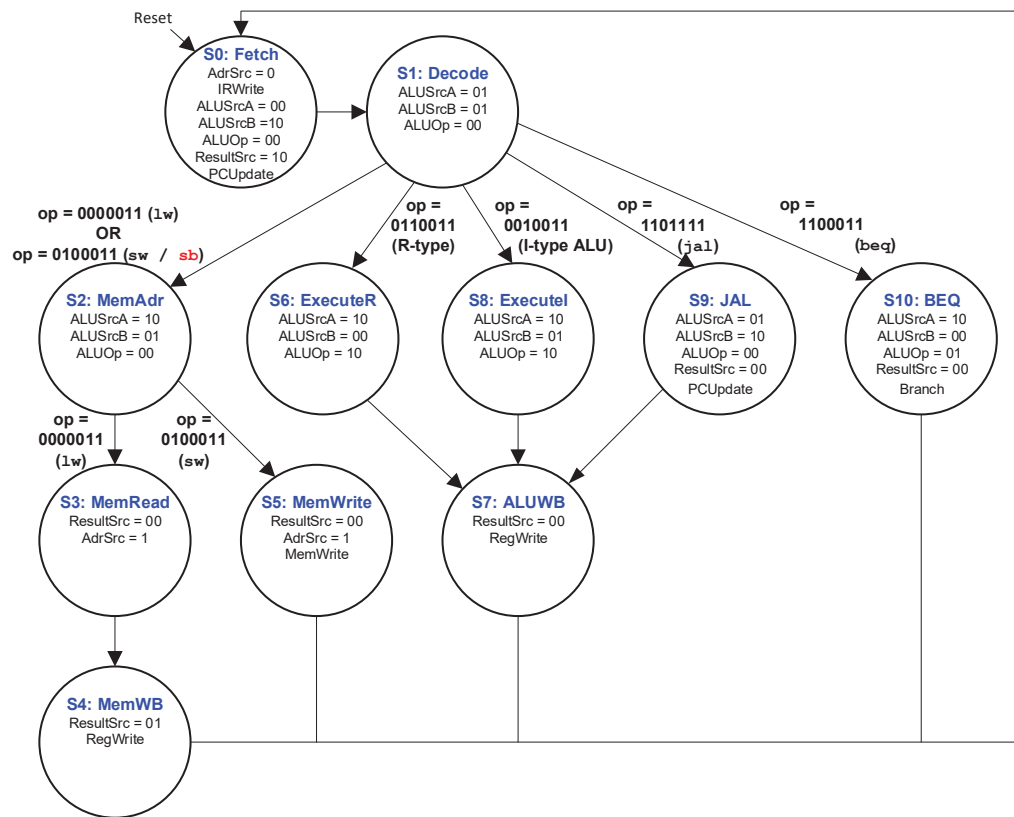 Reset
S0: Fetch
AdrSrc = 0
IRWrite
ALUSrcA = 00
ALUSrcB =10
ALUOp = 00
ResultSrc = 10
PCUpdate
S1: Decode
ALUSrcA = 01
ALUSrcB = 01
ALUOp = 00
op = 0000011 (lw)
OR
op = 0100011 (sw / sb)
op =
0110011
(R-type)
op =
0010011
(I-type ALU)
op =
1101111
(jal)
op =
1100011
(beq)
S2: MemAdr
ALUSrcA = 10
ALUSrcB = 01
ALUOp = 00
S6: ExecuteR
ALUSrcA = 10
ALUSrcB = 00
ALUOp = 10
S8: ExecuteI
ALUSrcA = 10
ALUSrcB = 01
ALUOp = 10
S9: JAL
ALUSrcA = 01
ALUSrcB = 10
ALUOp = 00
ResultSrc = 00
PCUpdate
S10: BEQ
ALUSrcA = 10
ALUSrcB = 00
ALUOp = 01
ResultSrc = 00
Branch
op =
0000011
(lw)
op =
0100011
(sw)
S3: MemRead
ResultSrc = 00
AdrSrc = 1
S5: MemWrite
ResultSrc = 00
AdrSrc = 1
MemWrite
S7: ALUWB
ResultSrc = 00
RegWrite
S4: MemWB
ResultSrc = 01
RegWrite